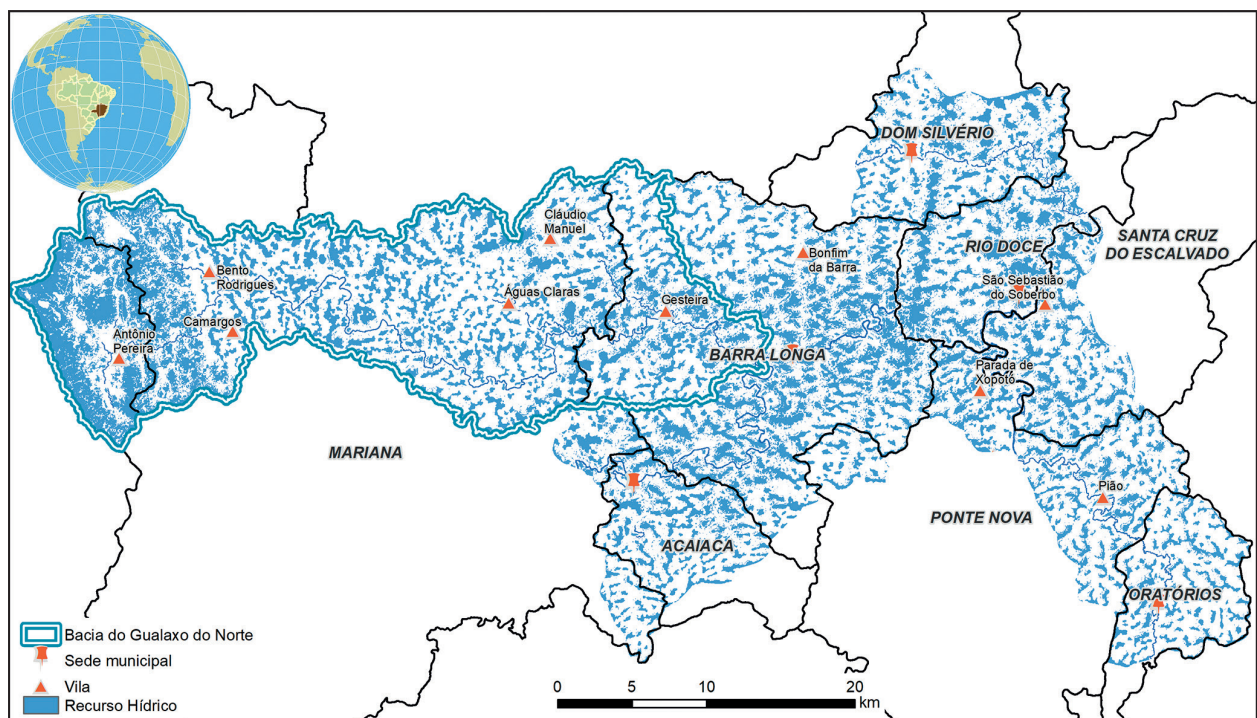 DOM SILVÉRIO
SANTA CRUZ
DO ESCALVADO
RIO DOCE
Cláudio
Manuel
Bonfim
da Barra
Bento
Rodrigues
São Sebastião
do Soberbo
Águas Claras
Gesteira
Camargos
Antônio
Pereira
BARRA LONGA
Parada de
Xopotó
MARIANA
Pião
PONTE NOVA
ACAIACA
ORATÓRIOS
Bacia do Gualaxo do Norte
Sede municipal
Vila
Recurso Hídrico
0 5 10 20
km